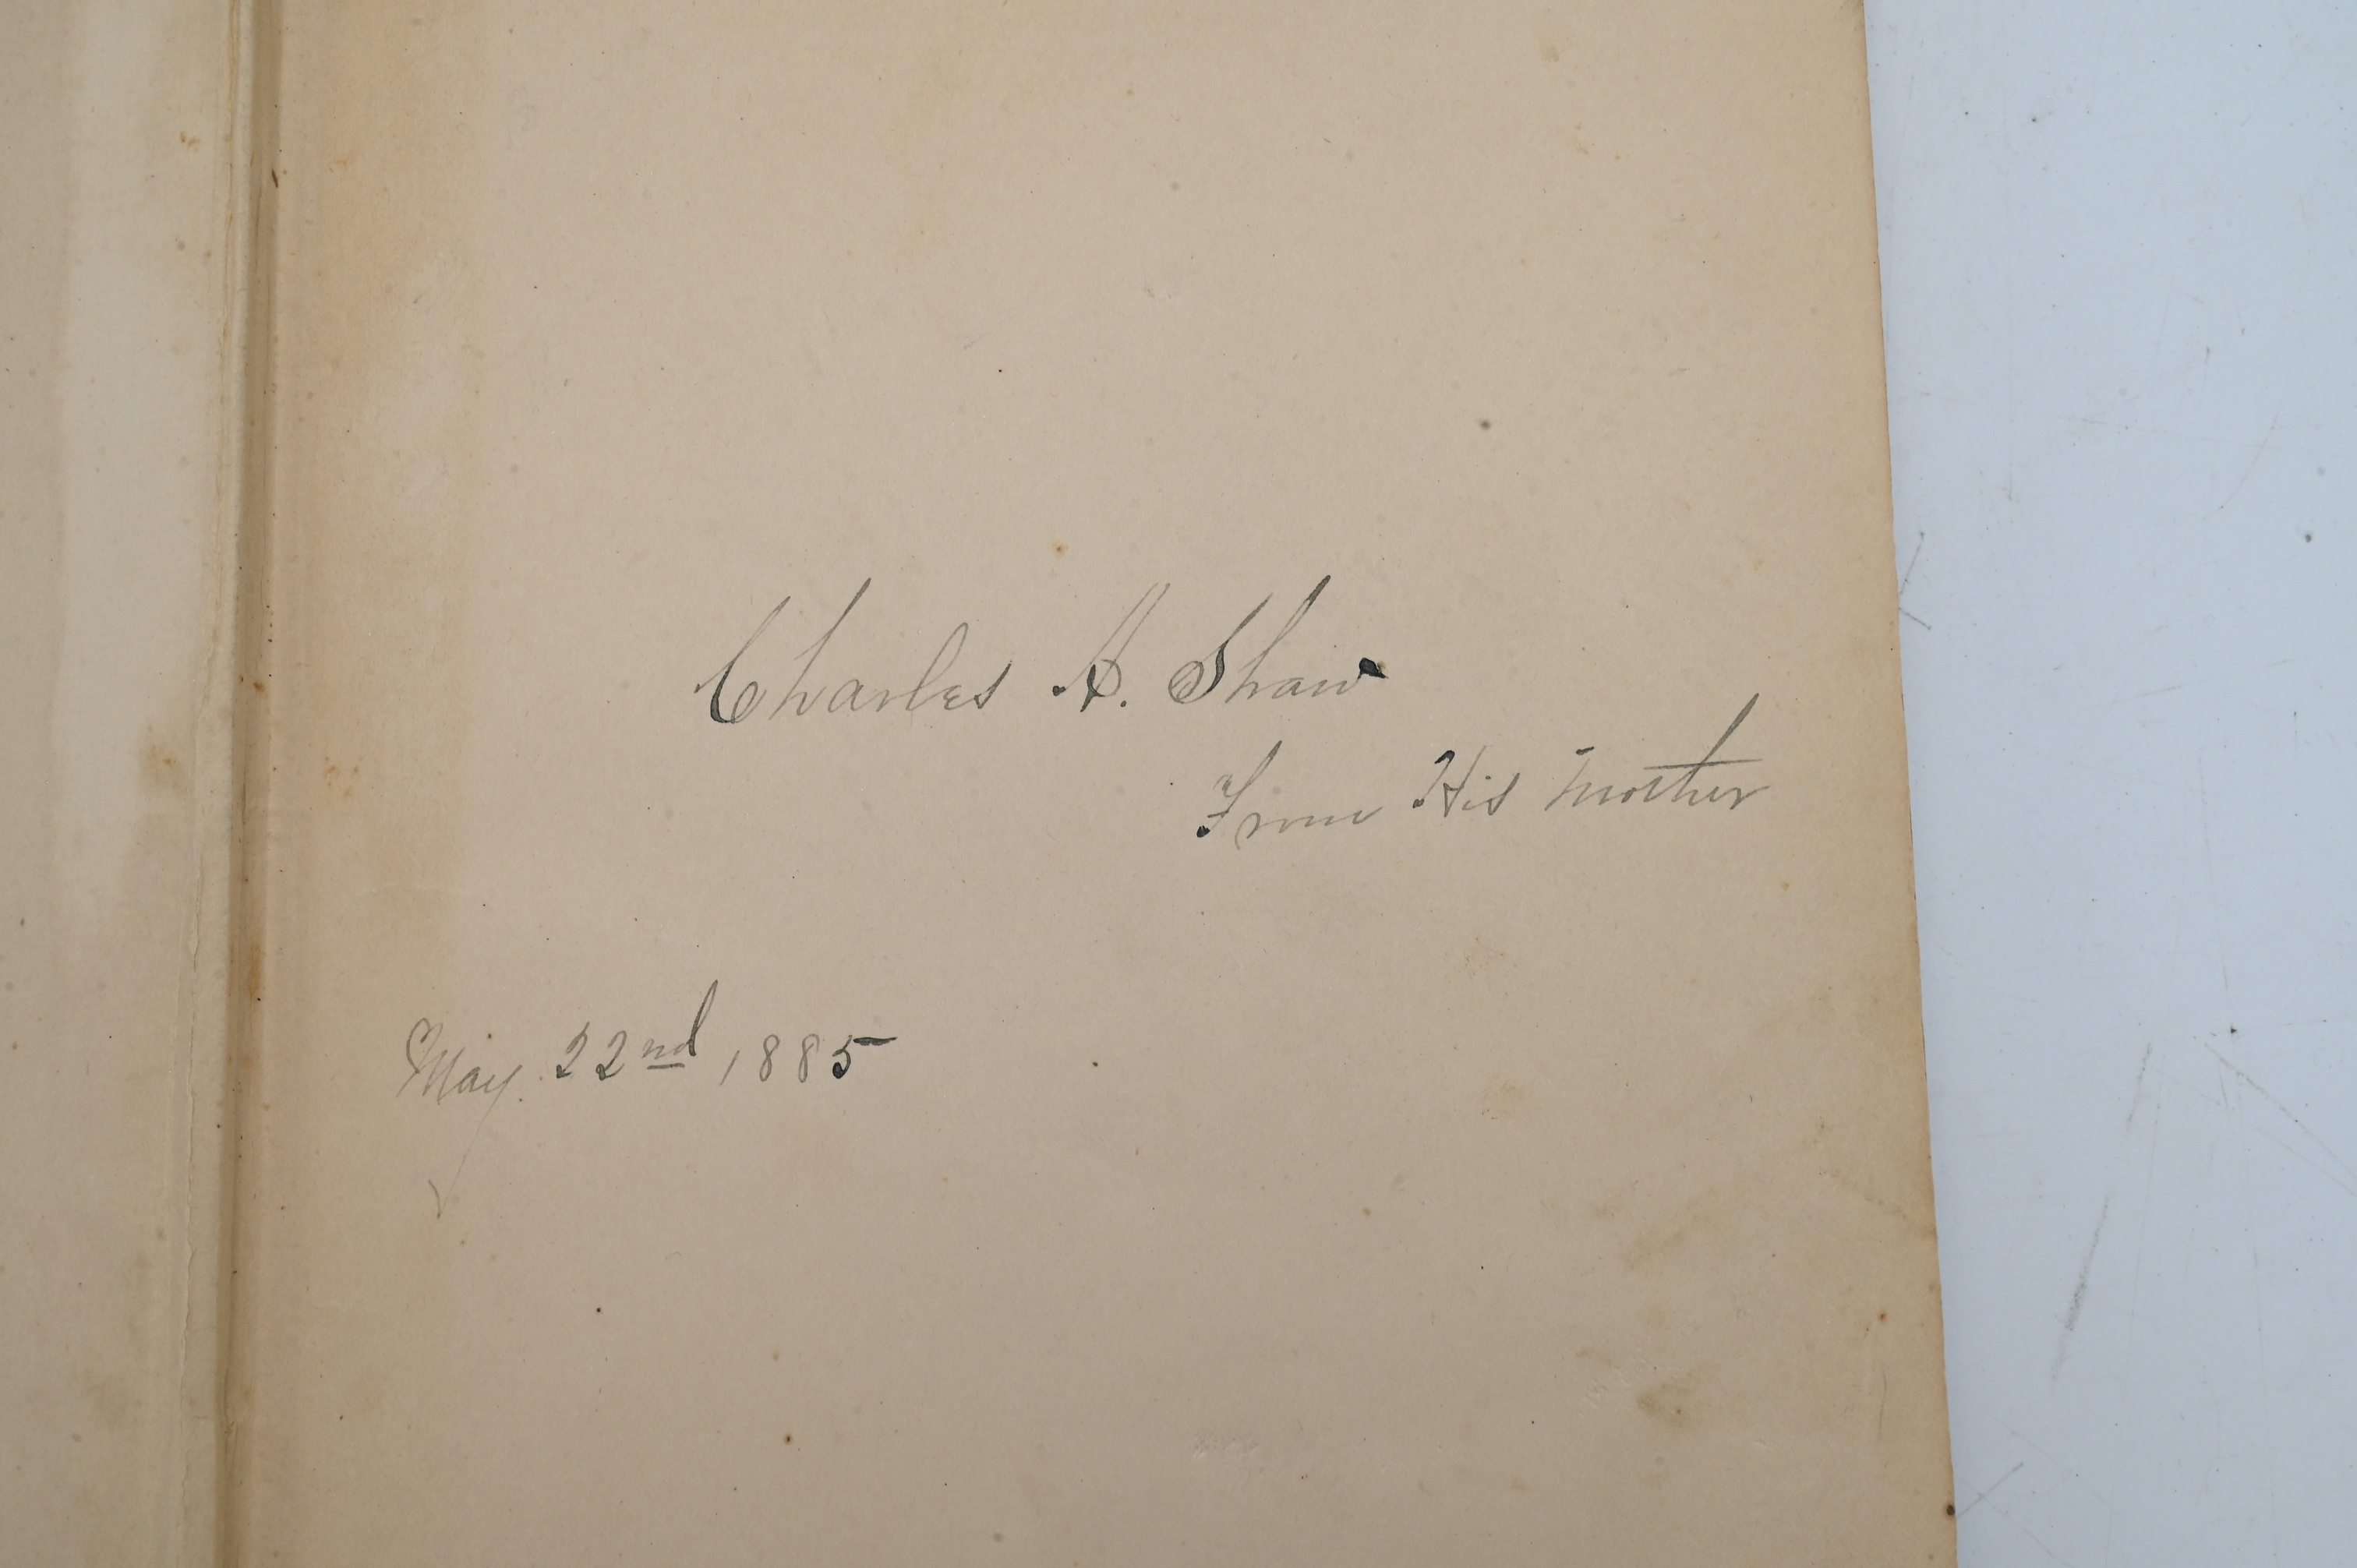 Charles A. Shaw
From His Mother
May. 22nd 1885